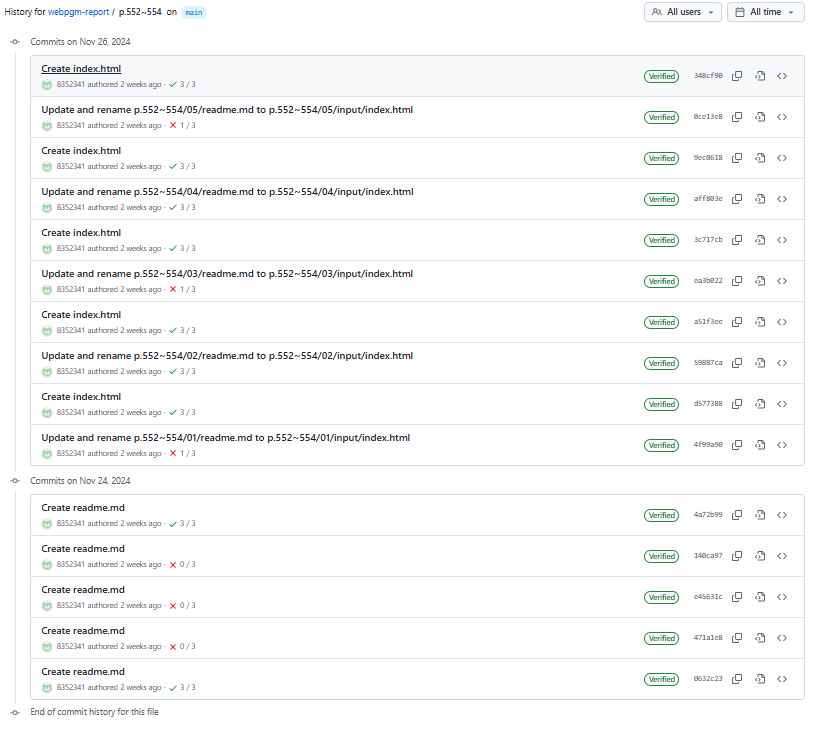 History for webpgm-report / p.552~554 on main All users All time
Commits on Nov 26, 2024
Create index.html
8352341 authored 2 weeks ago · 3 / 3 Verified 348cf90
Update and rename p.552~554/05/readme.md to p.552~554/05/input/index.html
8352341 authored 2 weeks ago · 1 / 3 Verified 0ce13e8
Create index.html
8352341 authored 2 weeks ago · 3 / 3 Verified 9ec0618
Update and rename p.552~554/04/readme.md to p.552~554/04/input/index.html
8352341 authored 2 weeks ago · 3 / 3 Verified aff803e
Create index.html
8352341 authored 2 weeks ago · 3 / 3 Verified 3c717cb
Update and rename p.552~554/03/readme.md to p.552~554/03/input/index.html
8352341 authored 2 weeks ago · 1 / 3 Verified ea3b022
Create index.html
8352341 authored 2 weeks ago · 3 / 3 Verified a51f3ee
Update and rename p.552~554/02/readme.md to p.552~554/02/input/index.html
8352341 authored 2 weeks ago · 3 / 3 Verified 59887ca
Create index.html
8352341 authored 2 weeks ago · 3 / 3 Verified d577388
Update and rename p.552~554/01/readme.md to p.552~554/01/input/index.html
8352341 authored 2 weeks ago · 1 / 3 Verified 4f99a90
Commits on Nov 24, 2024
Create readme.md
8352341 authored 2 weeks ago · 3 / 3 Verified 4a72b99
Create readme.md
8352341 authored 2 weeks ago · 0 / 3 Verified 140ca97
Create readme.md
8352341 authored 2 weeks ago · 0 / 3 Verified e45631c
Create readme.md
8352341 authored 2 weeks ago · 0 / 3 Verified 471a1e8
Create readme.md
8352341 authored 2 weeks ago · 3 / 3 Verified 0632c23
End of commit history for this file